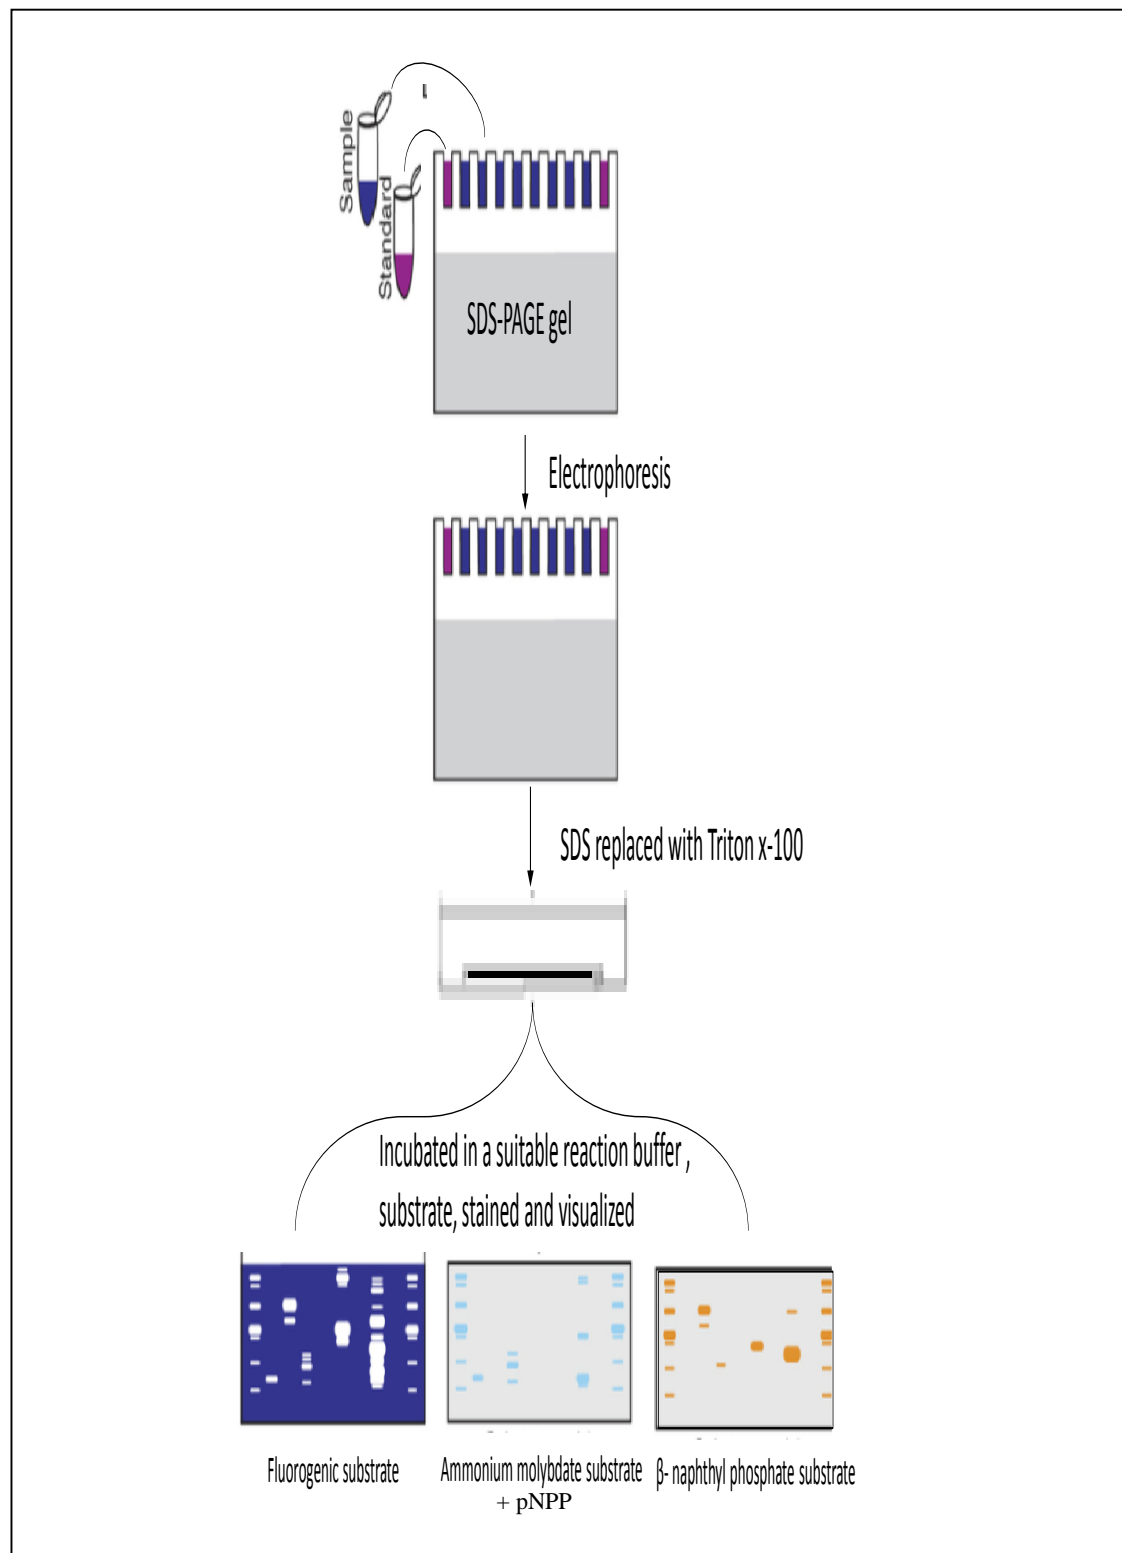 Sample
Standard
SDS-PAGE gel
Electrophoresis
SDS replaced with Triton x-100
Incubated in a suitable reaction buffer ,
substrate, stained and visualized
Fluorogenic substrate
Ammonium molybdate substrate
+ pNPP
β- naphthyl phosphate substrate